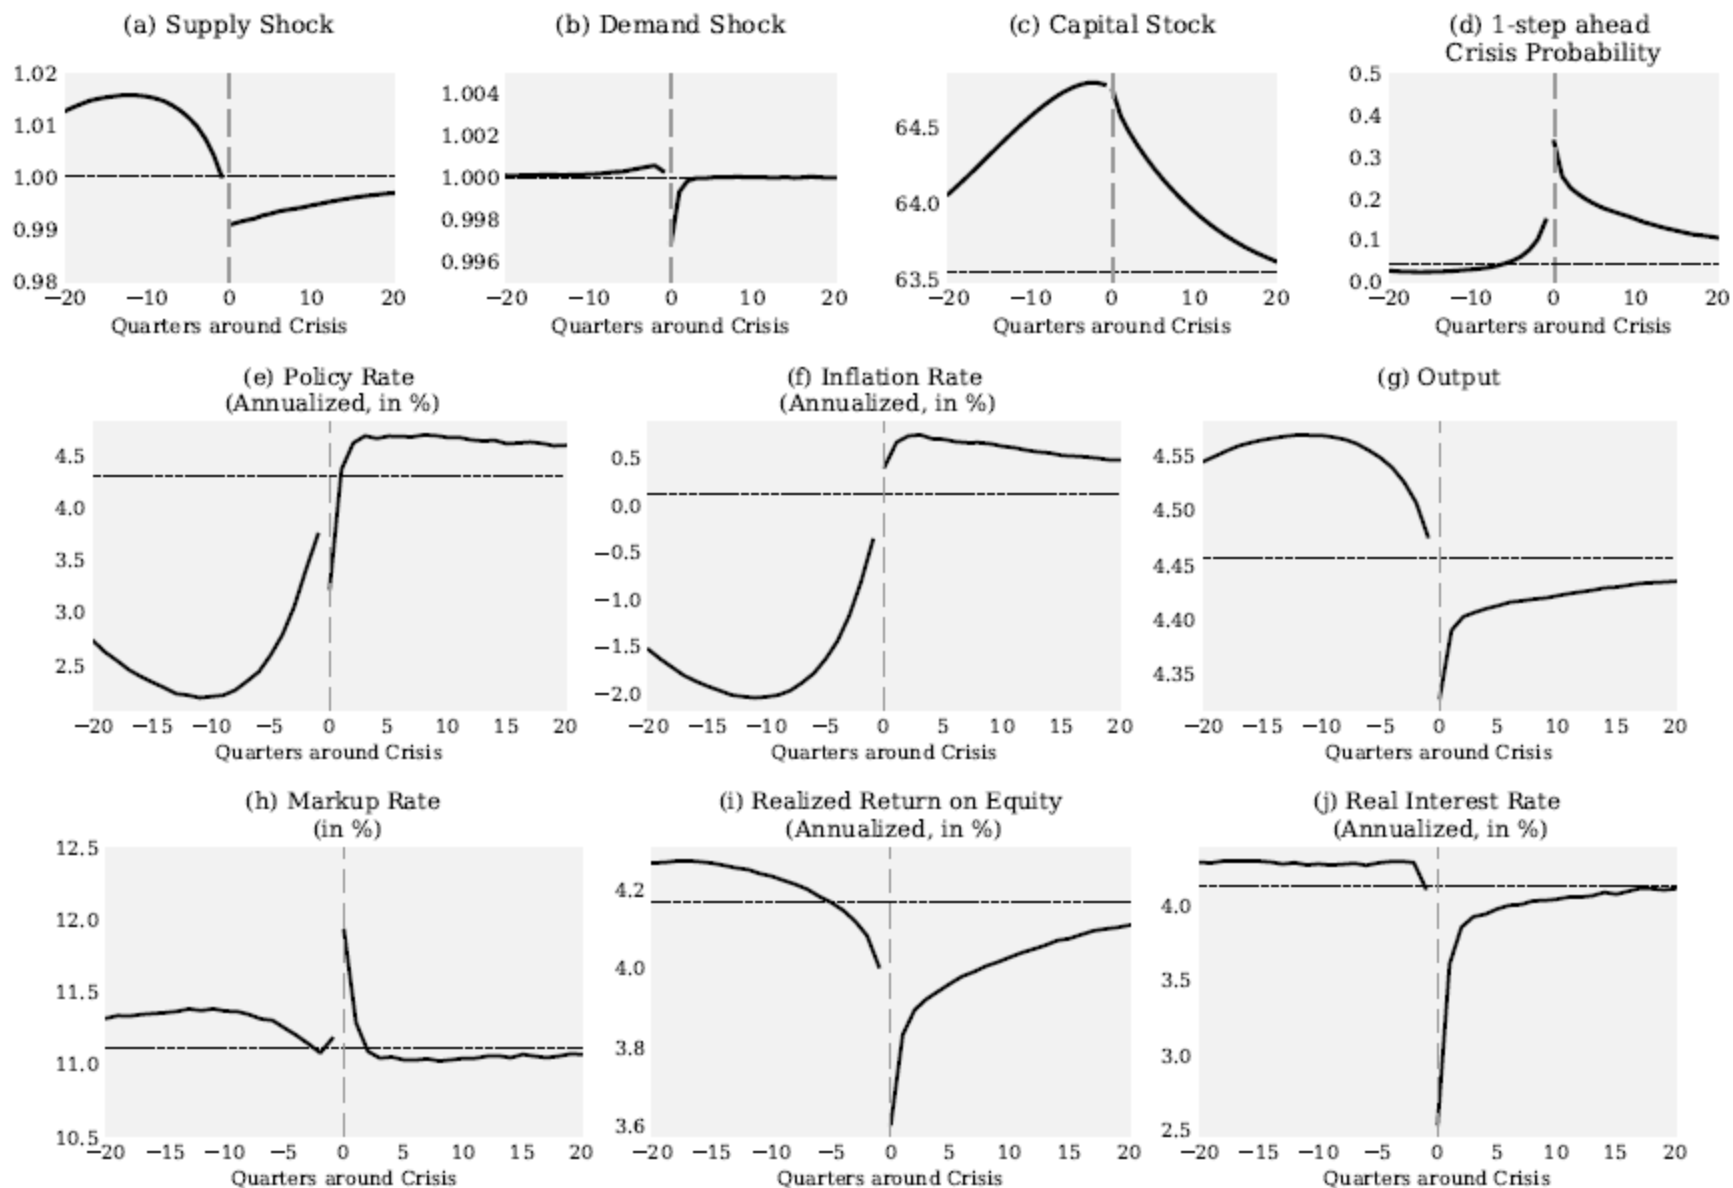 (a) Supply Shock
1.02
1.01
1.00
0.99
0.98
−20 −10 0 10 20
Quarters around Crisis
(b) Demand Shock
1.004
1.002
1.000
0.998
0.996
−20 −10 0 10 20
Quarters around Crisis
(c) Capital Stock
64.5
64.0
63.5
−20 −10 0 10 20
Quarters around Crisis
(d) 1-step ahead
Crisis Probability
0.5
0.4
0.3
0.2
0.1
0.0
−20 −10 0 10 20
Quarters around Crisis
(e) Policy Rate
(Annualized, in %)
4.5
4.0
3.5
3.0
2.5
−20 −15 −10 −5 0 5 10 15 20
Quarters around Crisis
(f) Inflation Rate
(Annualized, in %)
0.5
0.0
−0.5
−1.0
−1.5
−2.0
−20 −15 −10 −5 0 5 10 15 20
Quarters around Crisis
(g) Output
4.55
4.50
4.45
4.40
4.35
−20 −15 −10 −5 0 5 10 15 20
Quarters around Crisis
(h) Markup Rate
(in %)
12.5
12.0
11.5
11.0
10.5
−20 −15 −10 −5 0 5 10 15 20
Quarters around Crisis
(i) Realized Return on Equity
(Annualized, in %)
4.2
4.0
3.8
3.6
−20 −15 −10 −5 0 5 10 15 20
Quarters around Crisis
(j) Real Interest Rate
(Annualized, in %)
4.0
3.5
3.0
2.5
−20 −15 −10 −5 0 5 10 15 20
Quarters around Crisis